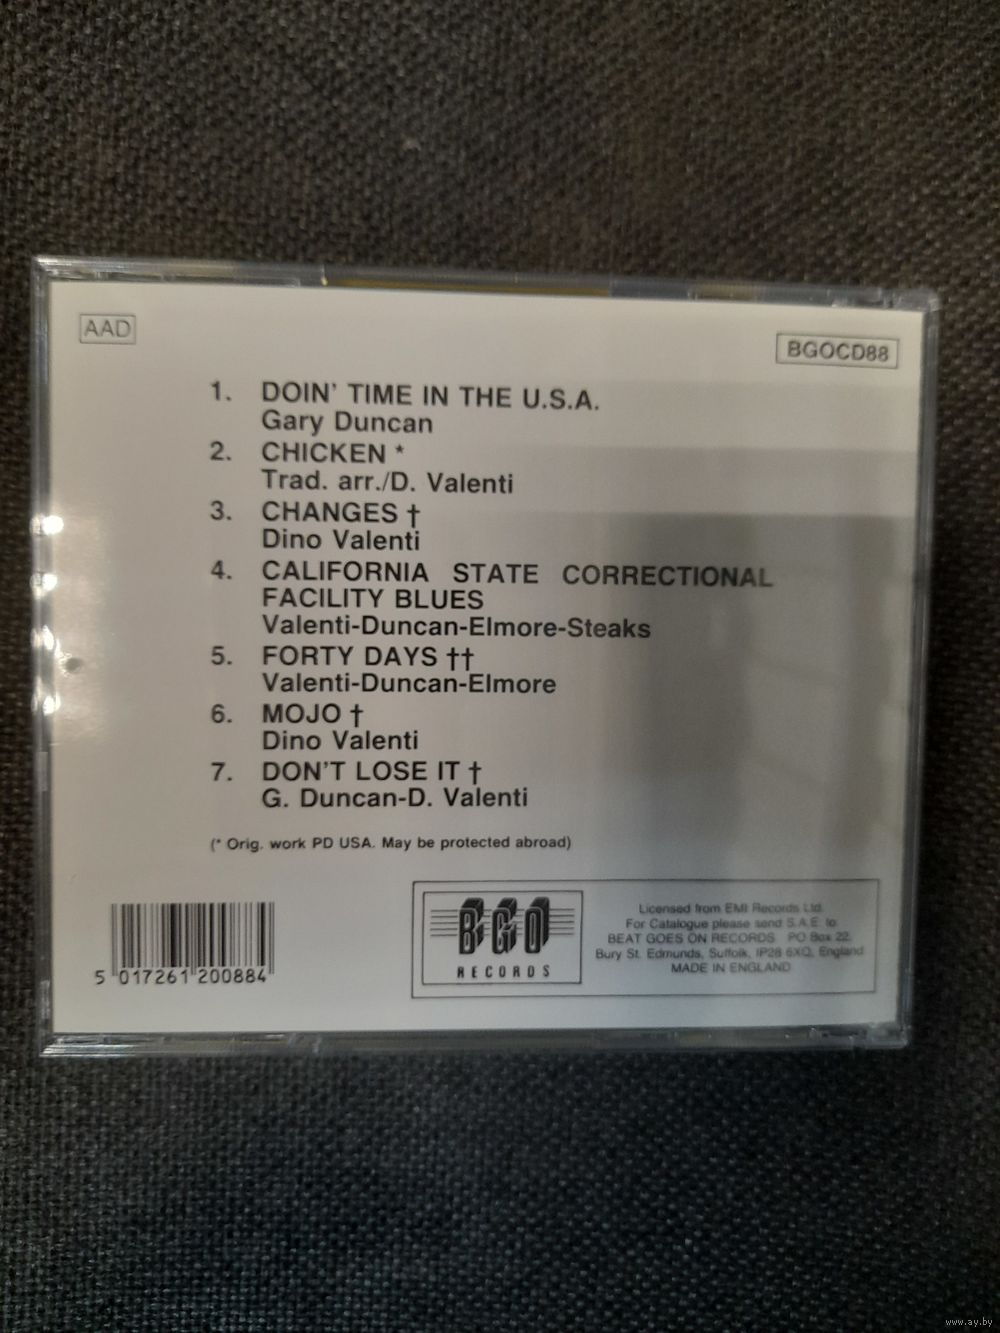 AAD
BGOCD88
1. DOIN' TIME IN THE U.S.A.
Gary Duncan
2. CHICKEN *
Trad. arr./D. Valenti
3. CHANGES †
Dino Valenti
4. CALIFORNIA STATE CORRECTIONAL
FACILITY BLUES
Valenti-Duncan-Elmore-Steaks
5. FORTY DAYS ††
Valenti-Duncan-Elmore
6. MOJO †
Dino Valenti
7. DON'T LOSE IT †
G. Duncan-D. Valenti
(* Orig. work PD USA. May be protected abroad)
5 017261 200884
BGO
RECORDS
Licensed from EMI Records Ltd.
For Catalogue please send S.A.E. to
BEAT GOES ON RECORDS PO Box 22,
Bury St. Edmunds, Suffolk, IP28 6XQ, England
MADE IN ENGLAND
www.ay.by